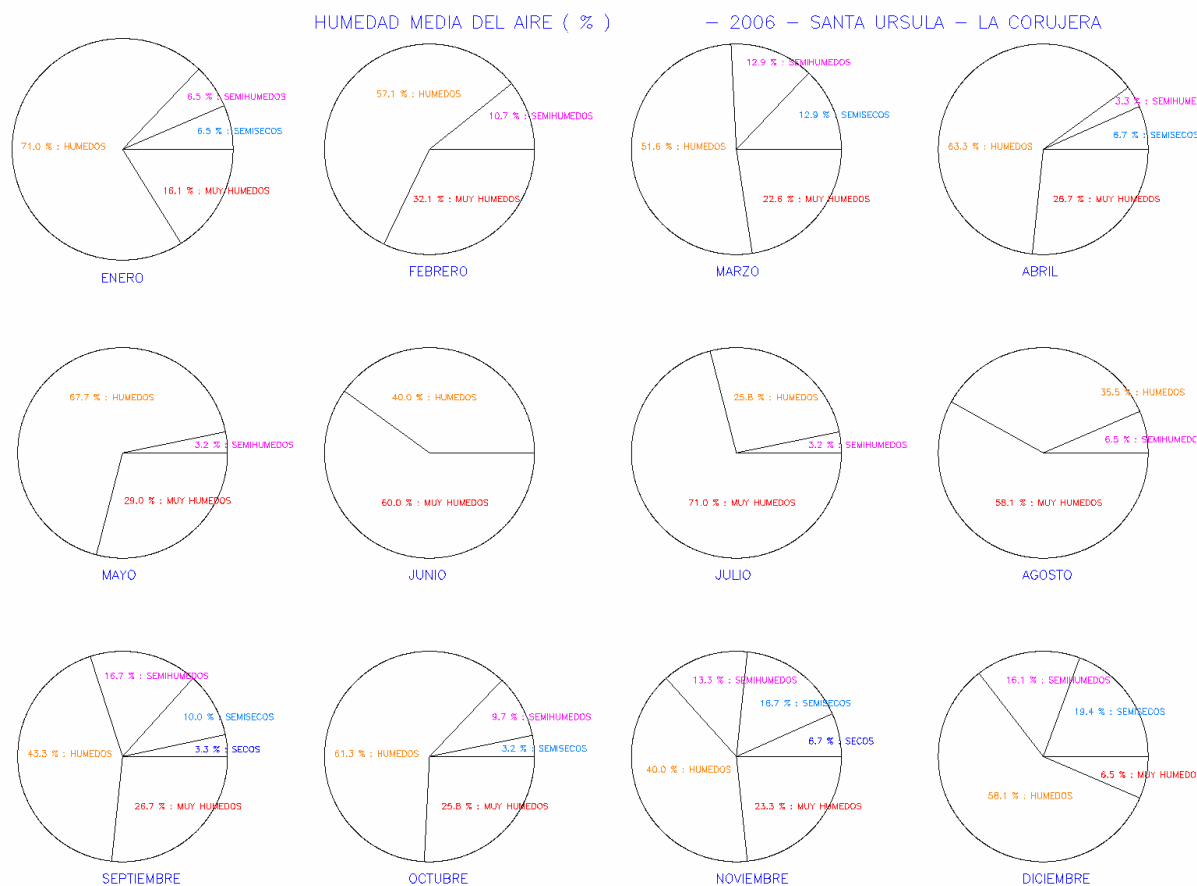 HUMEDAD MEDIA DEL AIRE ( % ) - 2006 - SANTA URSULA - LA CORUJERA
6.5 % : SEMIHUMEDOS
6.5 % : SEMISECOS
71.0 % : HUMEDOS
16.1 % : MUY HUMEDOS
ENERO
57.1 % : HUMEDOS
10.7 % : SEMIHUMEDOS
32.1 % : MUY HUMEDOS
FEBRERO
12.9 % : SEMIHUMEDOS
12.9 % : SEMISECOS
51.6 % : HUMEDOS
22.6 % : MUY HUMEDOS
MARZO
3.3 % : SEMIHUME
6.7 % : SEMISECOS
63.3 % : HUMEDOS
26.7 % : MUY HUMEDOS
ABRIL
67.7 % : HUMEDOS
3.2 % : SEMIHUMEDOS
29.0 % : MUY HUMEDOS
MAYO
40.0 % : HUMEDOS
60.0 % : MUY HUMEDOS
JUNIO
25.8 % : HUMEDOS
3.2 % : SEMIHUMEDOS
71.0 % : MUY HUMEDOS
JULIO
35.5 % : HUMEDOS
6.5 % : SEMIHUMEDO
58.1 % : MUY HUMEDOS
AGOSTO
16.7 % : SEMIHUMEDOS
10.0 % : SEMISECOS
3.3 % : SECOS
43.3 % : HUMEDOS
26.7 % : MUY HUMEDOS
SEPTIEMBRE
9.7 % : SEMIHUMEDOS
3.2 % : SEMISECOS
61.3 % : HUMEDOS
25.8 % : MUY HUMEDOS
OCTUBRE
13.3 % : SEMIHUMEDOS
16.7 % : SEMISECOS
6.7 % : SECOS
40.0 % : HUMEDOS
23.3 % : MUY HUMEDOS
NOVIEMBRE
16.1 % : SEMIHUMEDOS
19.4 % : SEMISECOS
6.5 % : MUY HUMEDO
58.1 % : HUMEDOS
DICIEMBRE